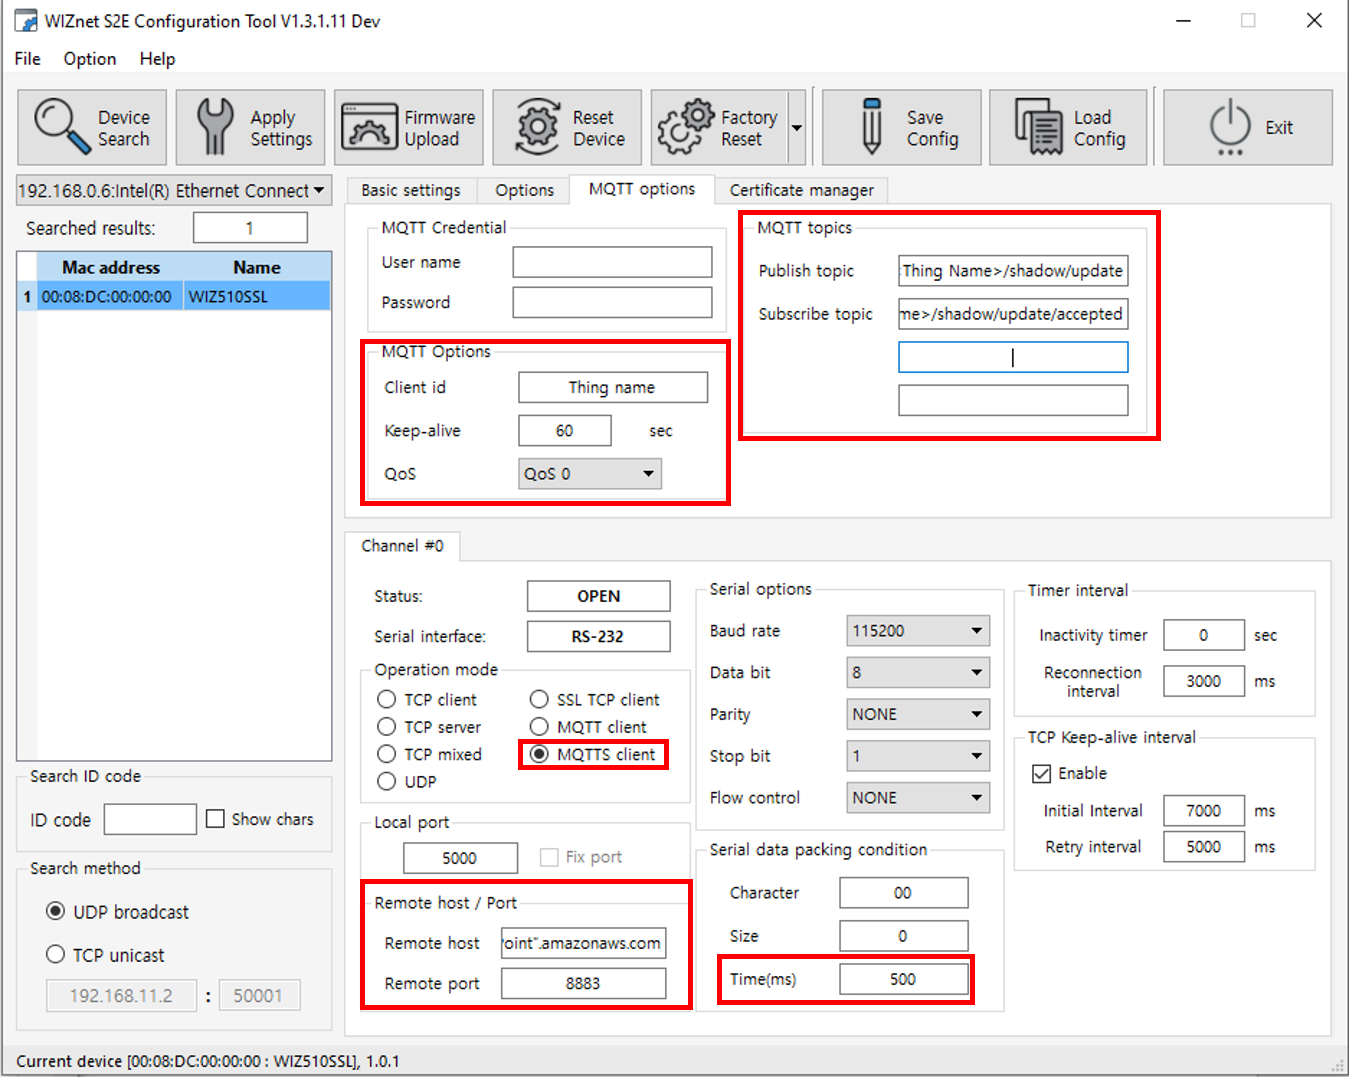 WIZnet S2E Configuration Tool V1.3.1.11 Dev
File Option Help
Device Search
Apply Settings
Firmware Upload
Reset Device
Factory Reset
Save Config
Load Config
Exit
192.168.0.6:Intel(R) Ethernet Connect
Searched results: 1
Mac address Name
1 00:08:DC:00:00:00 WIZ510SSL
Search ID code
ID code Show chars
Search method
UDP broadcast
TCP unicast
192.168.11.2 : 50001
Basic settings Options MQTT options Certificate manager
MQTT Credential
User name
Password
MQTT Options
Client id Thing name
Keep-alive 60 sec
QoS QoS 0
MQTT topics
Publish topic Thing Name>/shadow/update
Subscribe topic me>/shadow/update/accepted
Channel #0
Status: OPEN
Serial interface: RS-232
Operation mode
TCP client SSL TCP client
TCP server MQTT client
TCP mixed MQTTS client
UDP
Local port
5000 Fix port
Remote host / Port
Remote host oint".amazonaws.com
Remote port 8883
Serial options
Baud rate 115200
Data bit 8
Parity NONE
Stop bit 1
Flow control NONE
Serial data packing condition
Character 00
Size 0
Time(ms) 500
Timer interval
Inactivity timer 0 sec
Reconnection interval 3000 ms
TCP Keep-alive interval
Enable
Initial Interval 7000 ms
Retry interval 5000 ms
Current device [00:08:DC:00:00:00 : WIZ510SSL], 1.0.1